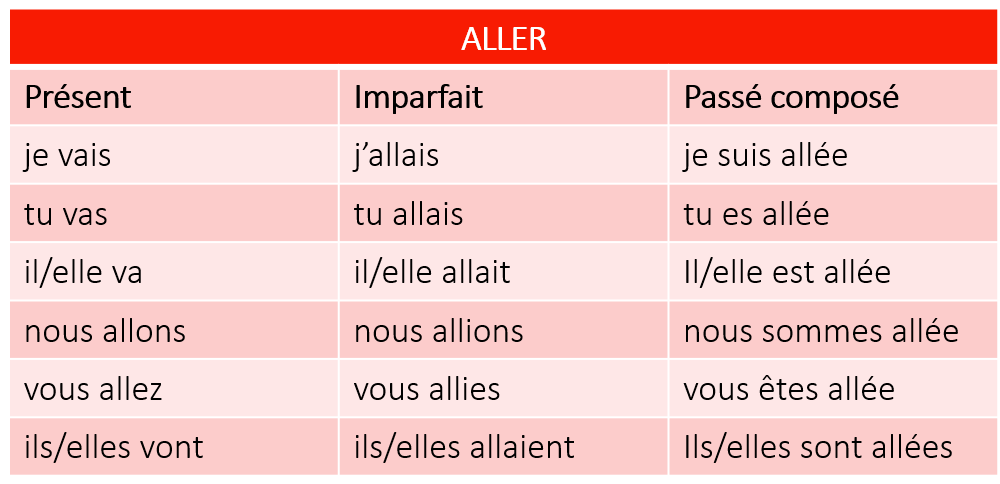 ALLER
Présent Imparfait Passé composé
je vais j’allais je suis allée
tu vas tu allais tu es allée
il/elle va il/elle allait Il/elle est allée
nous allons nous allions nous sommes allée
vous allez vous allies vous êtes allée
ils/elles vont ils/elles allaient Ils/elles sont allées